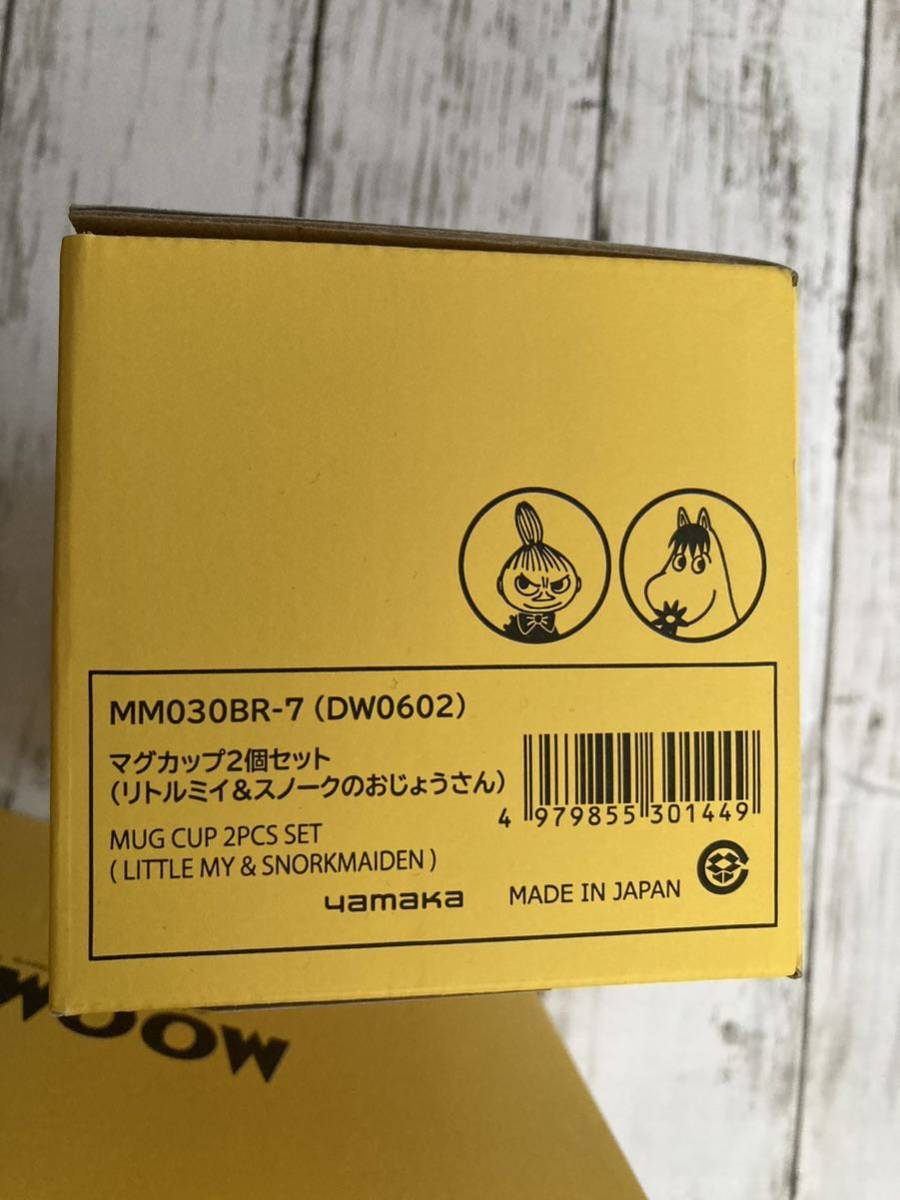 MM030BR-7 (DW0602)
マグカップ2個セット
(リトルミイ&スノークのおじょうさん)
MUG CUP 2PCS SET
( LITTLE MY & SNORKMAIDEN )
4 979855 301449
yamaka
MADE IN JAPAN
MOOM